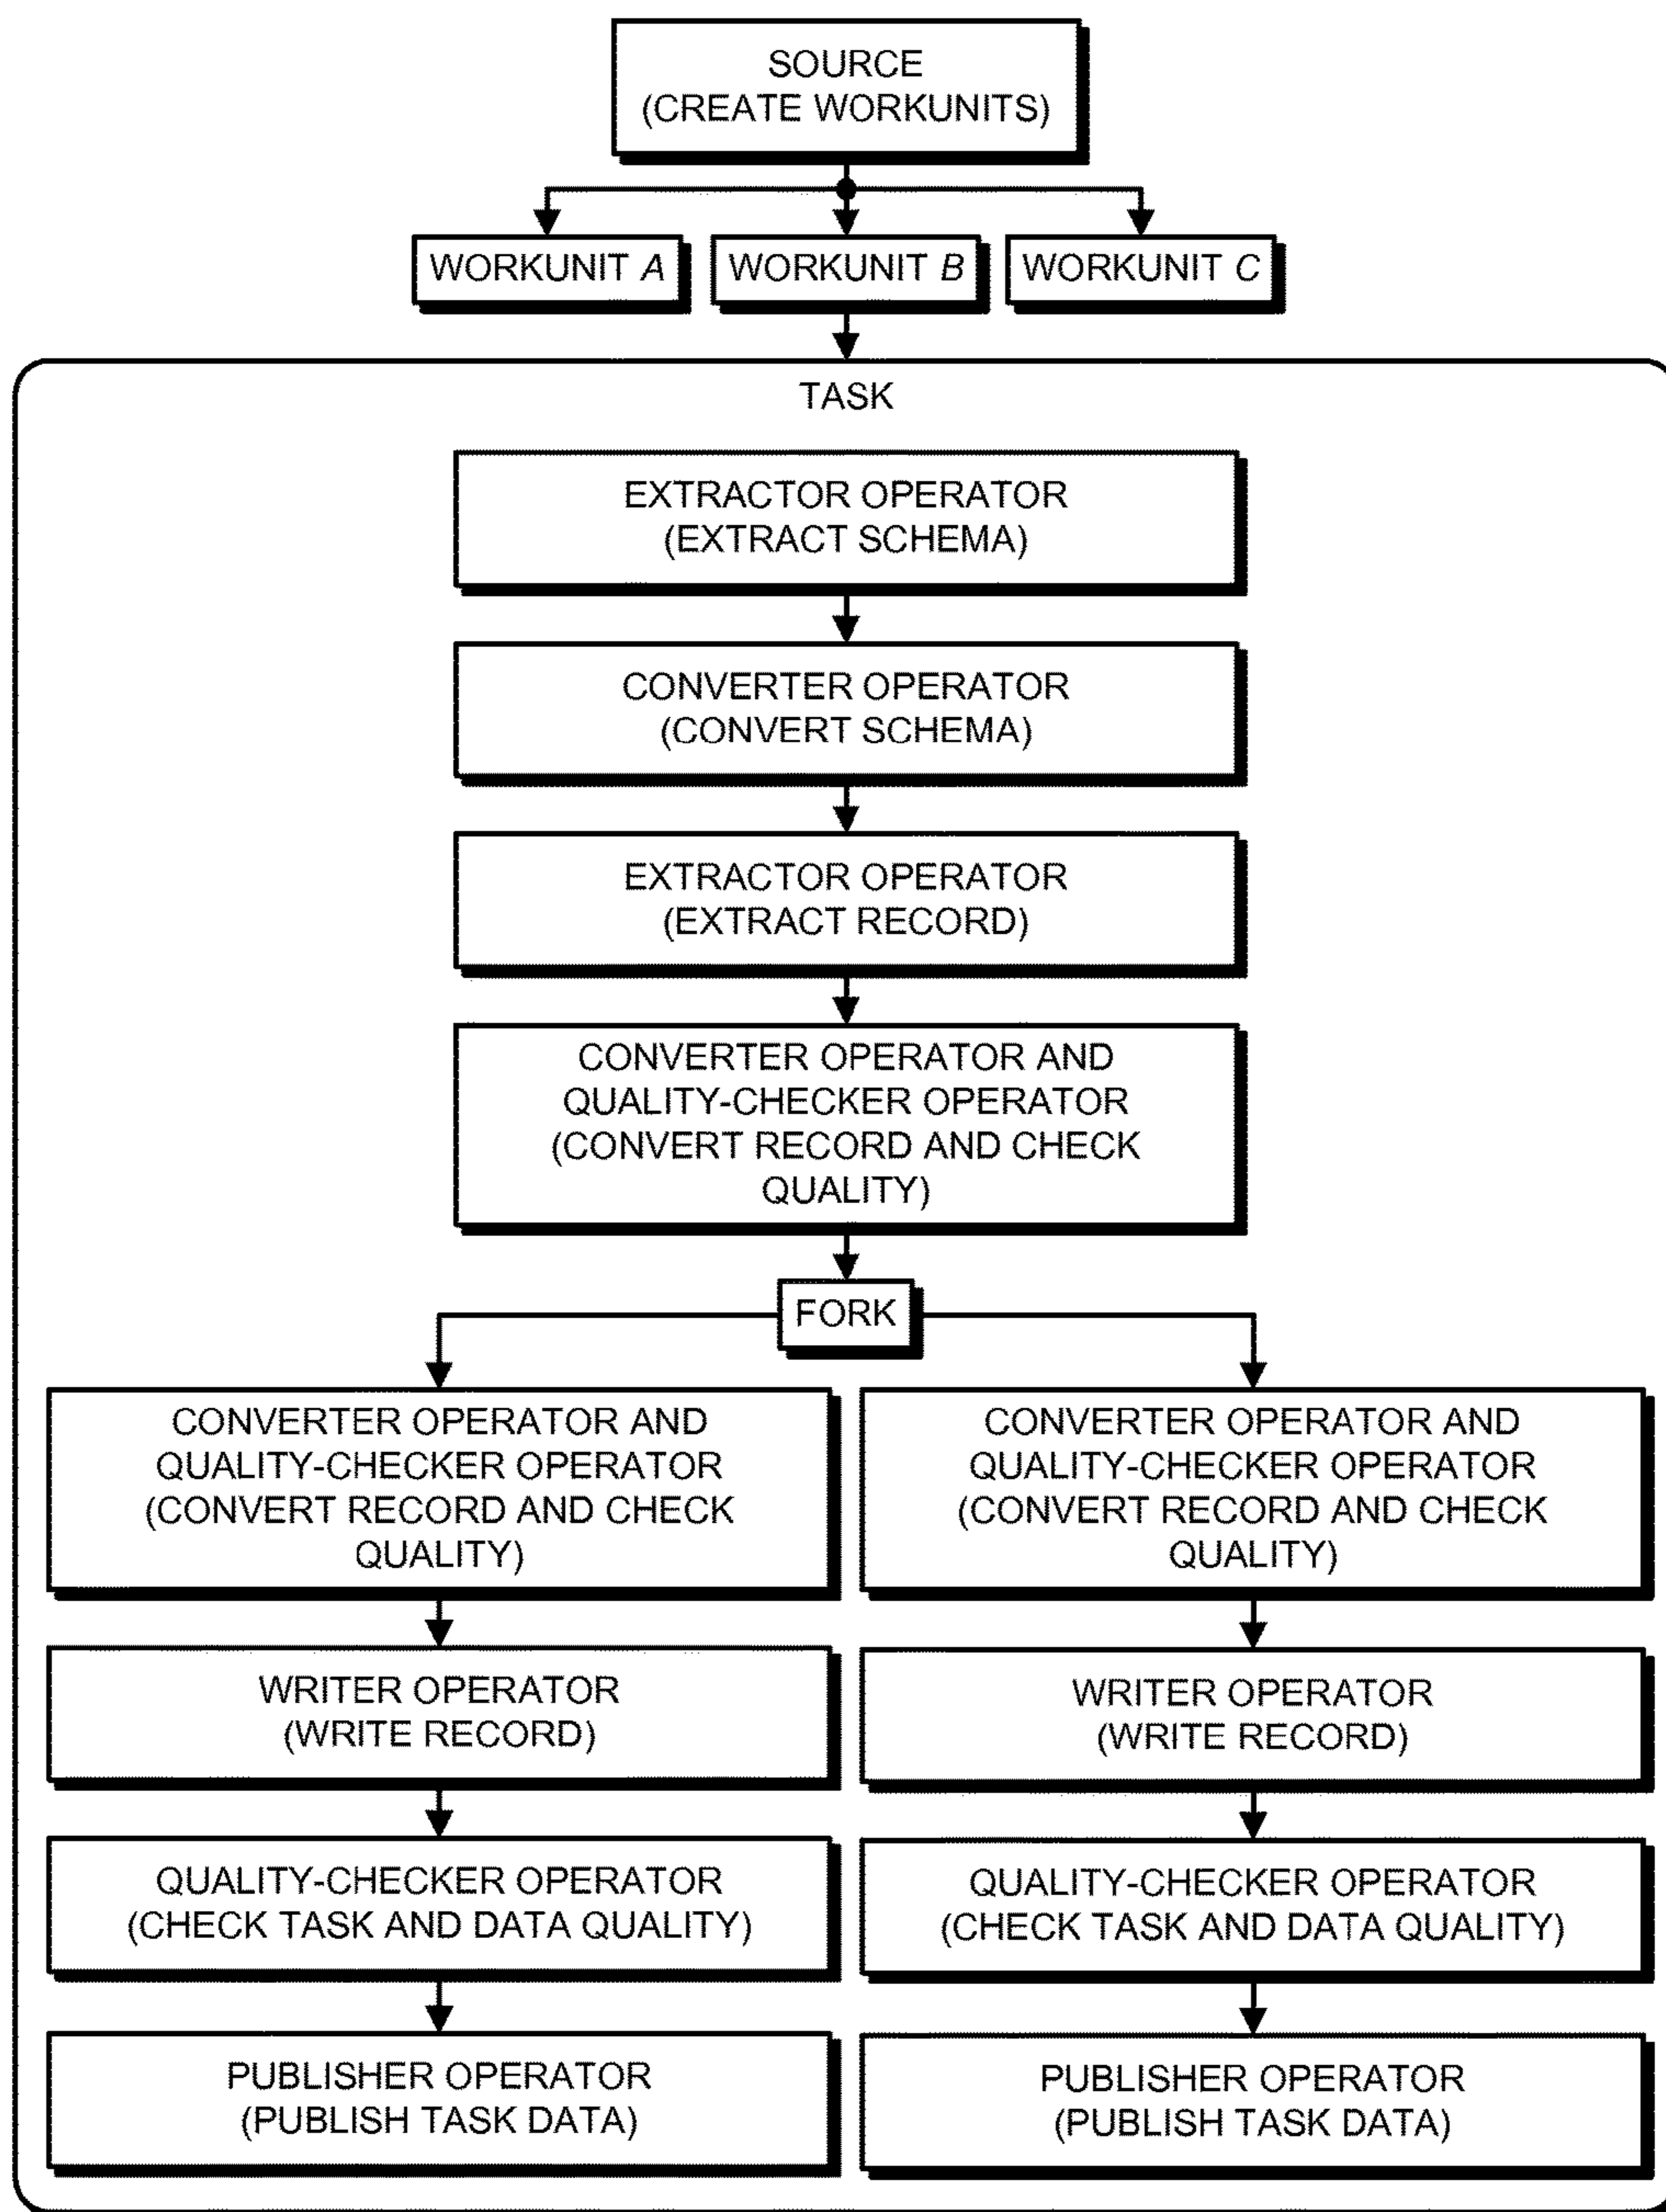 SOURCE
(CREATE WORKUNITS)
WORKUNIT A
WORKUNIT B
WORKUNIT C
TASK
EXTRACTOR OPERATOR
(EXTRACT SCHEMA)
CONVERTER OPERATOR
(CONVERT SCHEMA)
EXTRACTOR OPERATOR
(EXTRACT RECORD)
CONVERTER OPERATOR AND
QUALITY-CHECKER OPERATOR
(CONVERT RECORD AND CHECK
QUALITY)
FORK
CONVERTER OPERATOR AND
QUALITY-CHECKER OPERATOR
(CONVERT RECORD AND CHECK
QUALITY)
CONVERTER OPERATOR AND
QUALITY-CHECKER OPERATOR
(CONVERT RECORD AND CHECK
QUALITY)
WRITER OPERATOR
(WRITE RECORD)
WRITER OPERATOR
(WRITE RECORD)
QUALITY-CHECKER OPERATOR
(CHECK TASK AND DATA QUALITY)
QUALITY-CHECKER OPERATOR
(CHECK TASK AND DATA QUALITY)
PUBLISHER OPERATOR
(PUBLISH TASK DATA)
PUBLISHER OPERATOR
(PUBLISH TASK DATA)